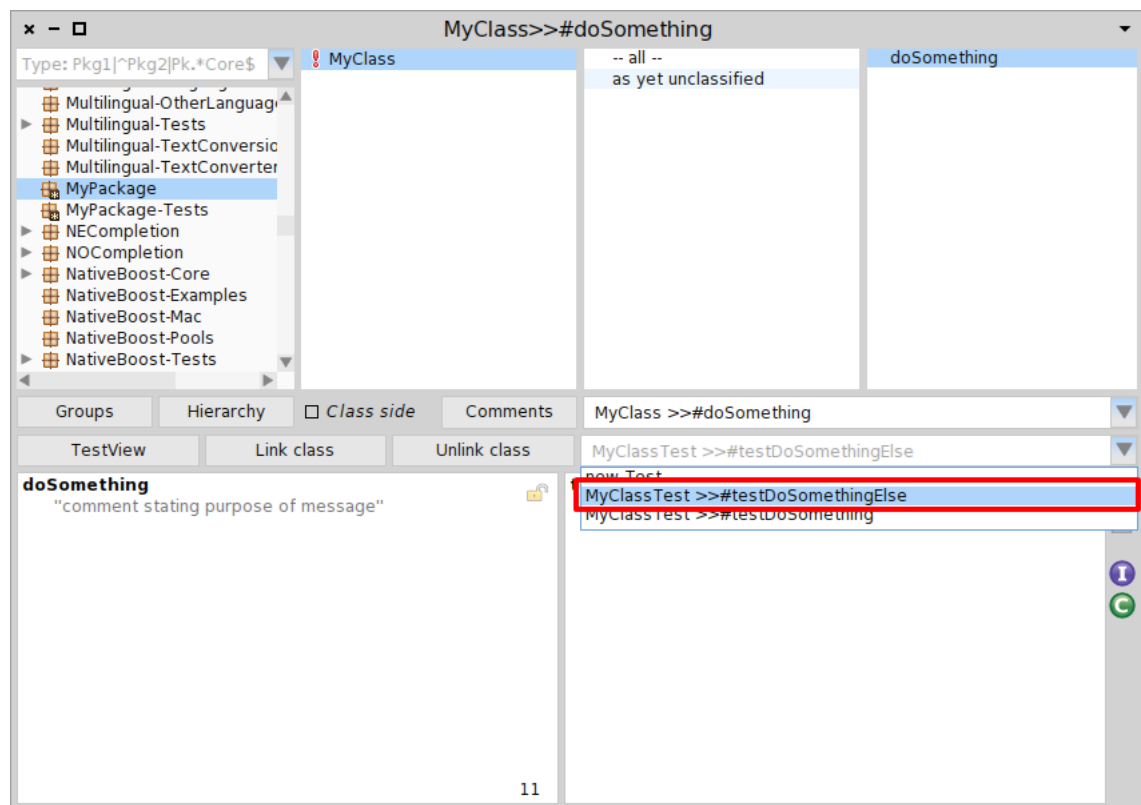 MyClass>>#doSomething
Type: Pkg1|^Pkg2|Pk.*Core$
Multilingual-OtherLanguage
Multilingual-Tests
Multilingual-TextConversio
Multilingual-TextConverter
MyPackage
MyPackage-Tests
NECompletion
NOCompletion
NativeBoost-Core
NativeBoost-Examples
NativeBoost-Mac
NativeBoost-Pools
NativeBoost-Tests
MyClass
-- all --
as yet unclassified
doSomething
Groups
Hierarchy
Class side
Comments
MyClass >>#doSomething
TestView
Link class
Unlink class
MyClassTest >>#testDoSomethingElse
new Test
MyClassTest >>#testDoSomethingElse
MyClassTest >>#testDoSomething
doSomething
"comment stating purpose of message"
11
I
C